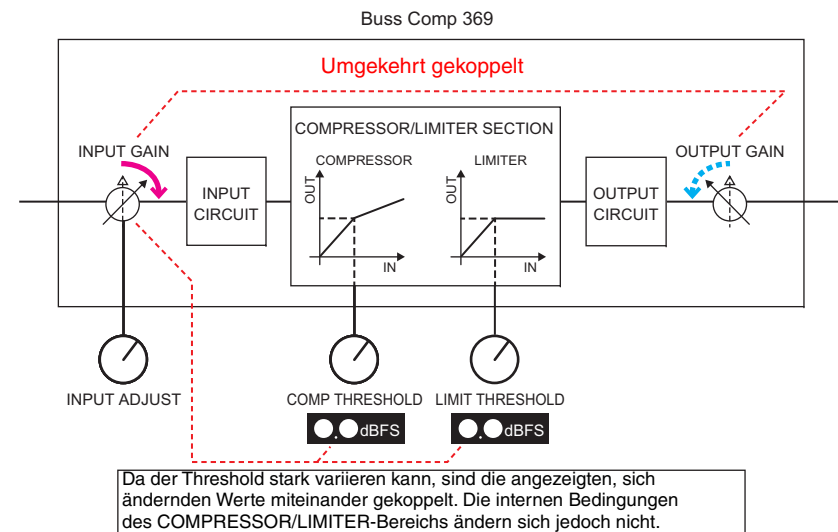 Buss Comp 369
Umgekehrt gekoppelt
COMPRESSOR/LIMITER SECTION
INPUT GAIN
OUTPUT GAIN
COMPRESSOR
LIMITER
INPUT
CIRCUIT
OUT
IN
OUT
IN
OUTPUT
CIRCUIT
INPUT ADJUST
COMP THRESHOLD
LIMIT THRESHOLD
dBFS
dBFS
Da der Threshold stark variieren kann, sind die angezeigten, sich
ändernden Werte miteinander gekoppelt. Die internen Bedingungen
des COMPRESSOR/LIMITER-Bereichs ändern sich jedoch nicht.